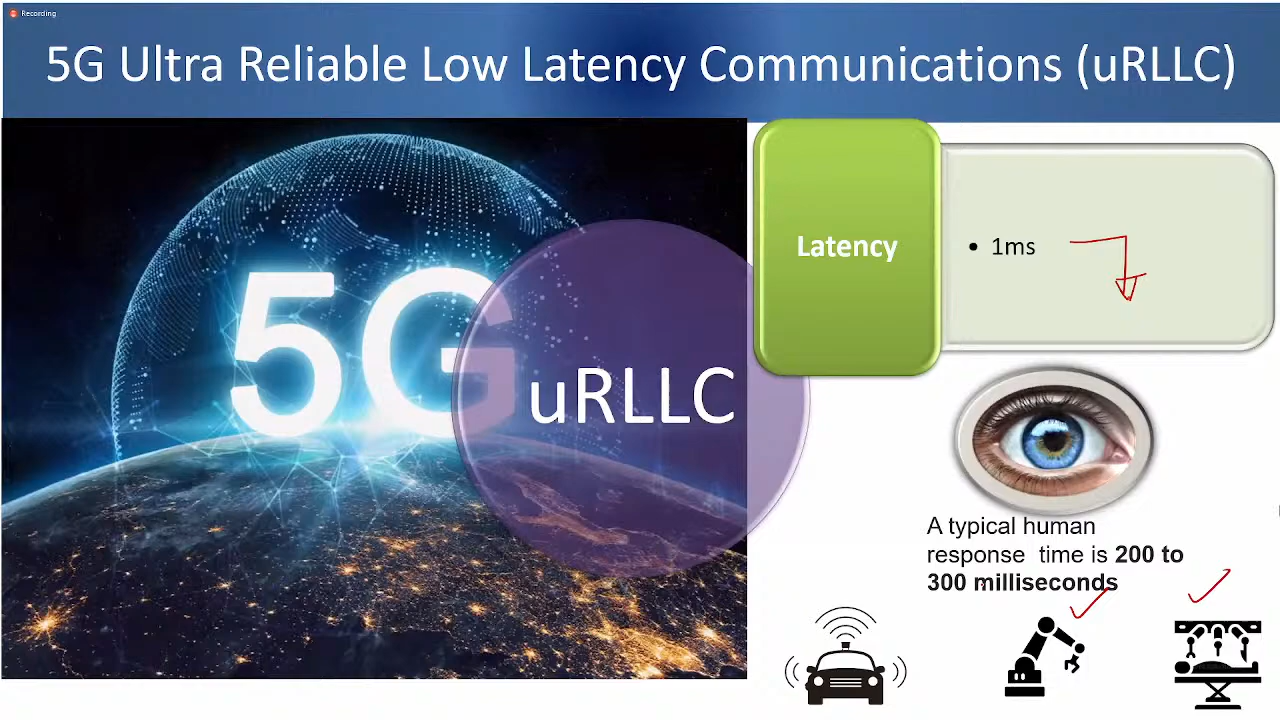 Recording
5G Ultra Reliable Low Latency Communications (uRLLC)
5G
uRLLC
Latency
• 1ms
A typical human
response time is 200 to
300 milliseconds